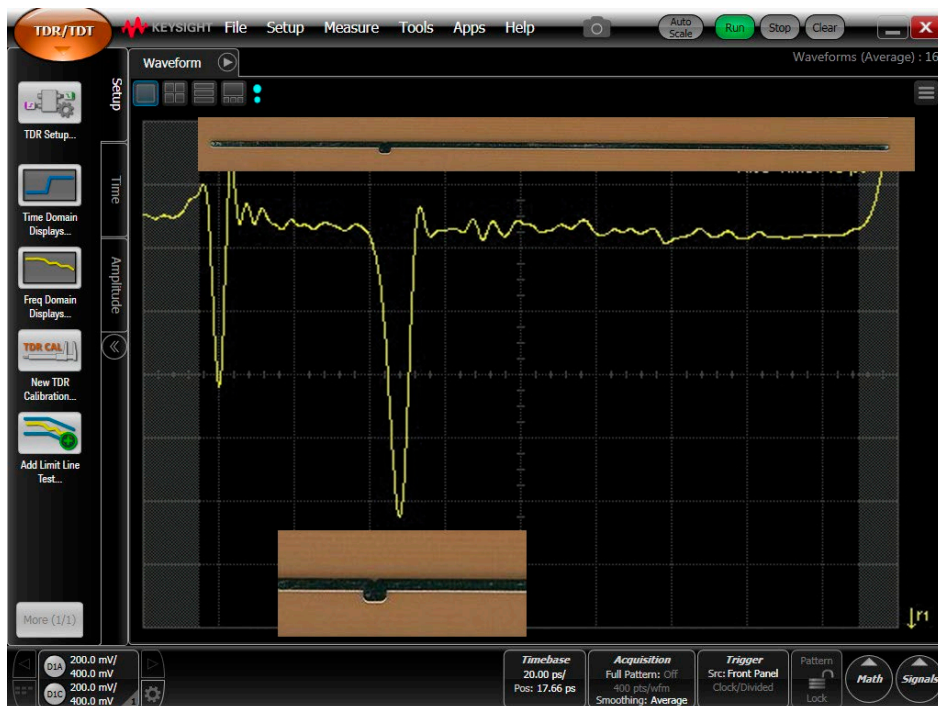 TDR/TDT
KEYSIGHT File Setup Measure Tools Apps Help
Auto
Scale
Run Stop Clear
Waveform
Waveforms (Average) : 16
Setup
Time
Amplitude
TDR Setup...
Time Domain
Displays...
Freq Domain
Displays...
TDR CAL
New TDR
Calibration...
Add Limit Line
Test...
More (1/1)
r1
D1A 200.0 mV/
400.0 mV
D1C 200.0 mV/
400.0 mV
1
Timebase
20.00 ps/
Pos: 17.66 ps
Acquisition
Full Pattern: Off
400 pts/wfm
Smoothing: Average
Trigger
Src: Front Panel
Clock/Divided
Pattern
Lock
Math
Signals